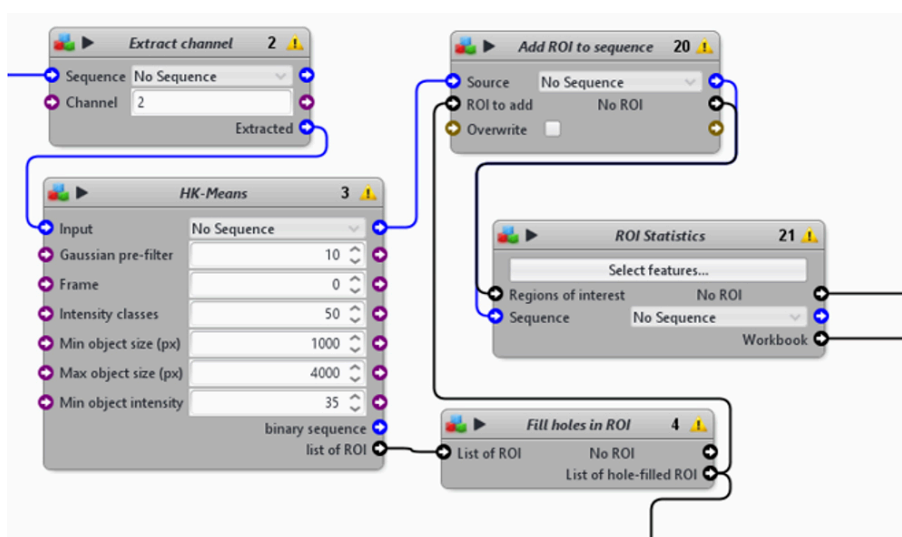 Extract channel 2
Sequence No Sequence
Channel 2
Extracted
HK-Means 3
Input No Sequence
Gaussian pre-filter 10
Frame 0
Intensity classes 50
Min object size (px) 1000
Max object size (px) 4000
Min object intensity 35
binary sequence
list of ROI
Add ROI to sequence 20
Source No Sequence
ROI to add No ROI
Overwrite
ROI Statistics 21
Select features...
Regions of interest No ROI
Sequence No Sequence
Workbook
Fill holes in ROI 4
List of ROI No ROI
List of hole-filled ROI